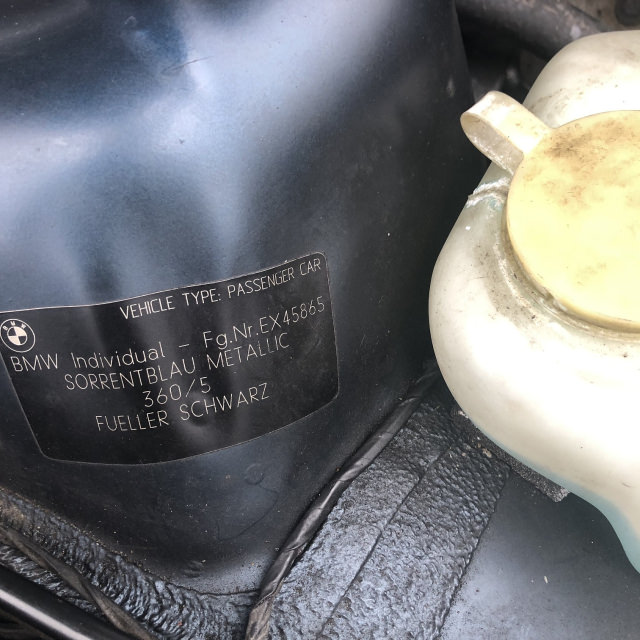 VEHICLE TYPE: PASSENGER CAR
BMW Individual - Fg.Nr.EX45865
SORRENTBLAU METALLIC
360/5
FUELLER SCHWARZ